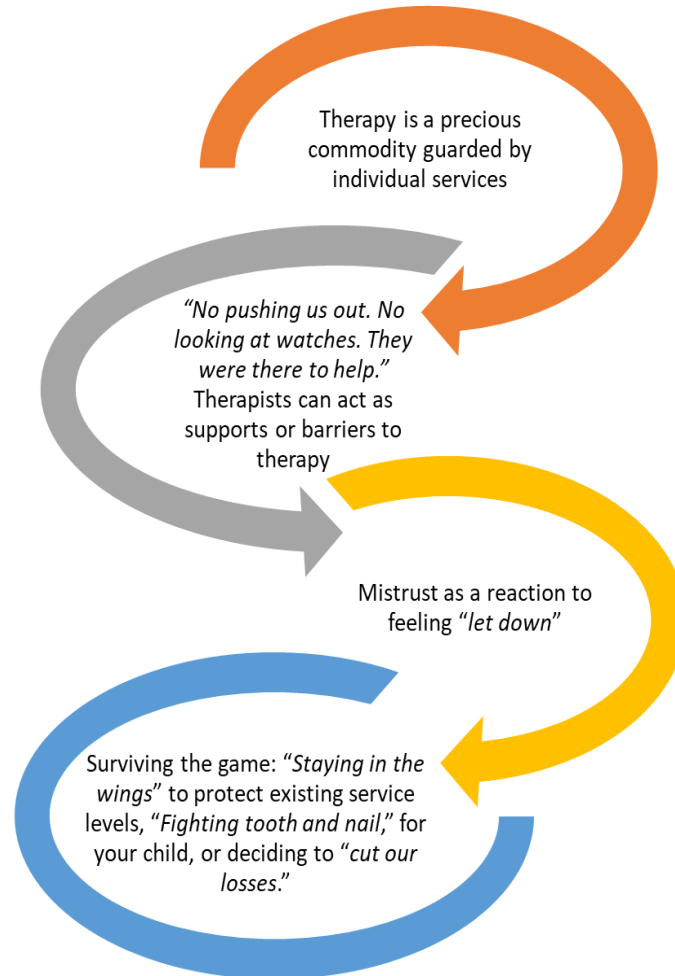 Therapy is a precious
commodity guarded by
individual services
“No pushing us out. No
looking at watches. They
were there to help.”
Therapists can act as
supports or barriers to
therapy
Mistrust as a reaction to
feeling “let down”
Surviving the game: “Staying in the
wings” to protect existing service
levels, “Fighting tooth and nail,” for
your child, or deciding to “cut our
losses.”